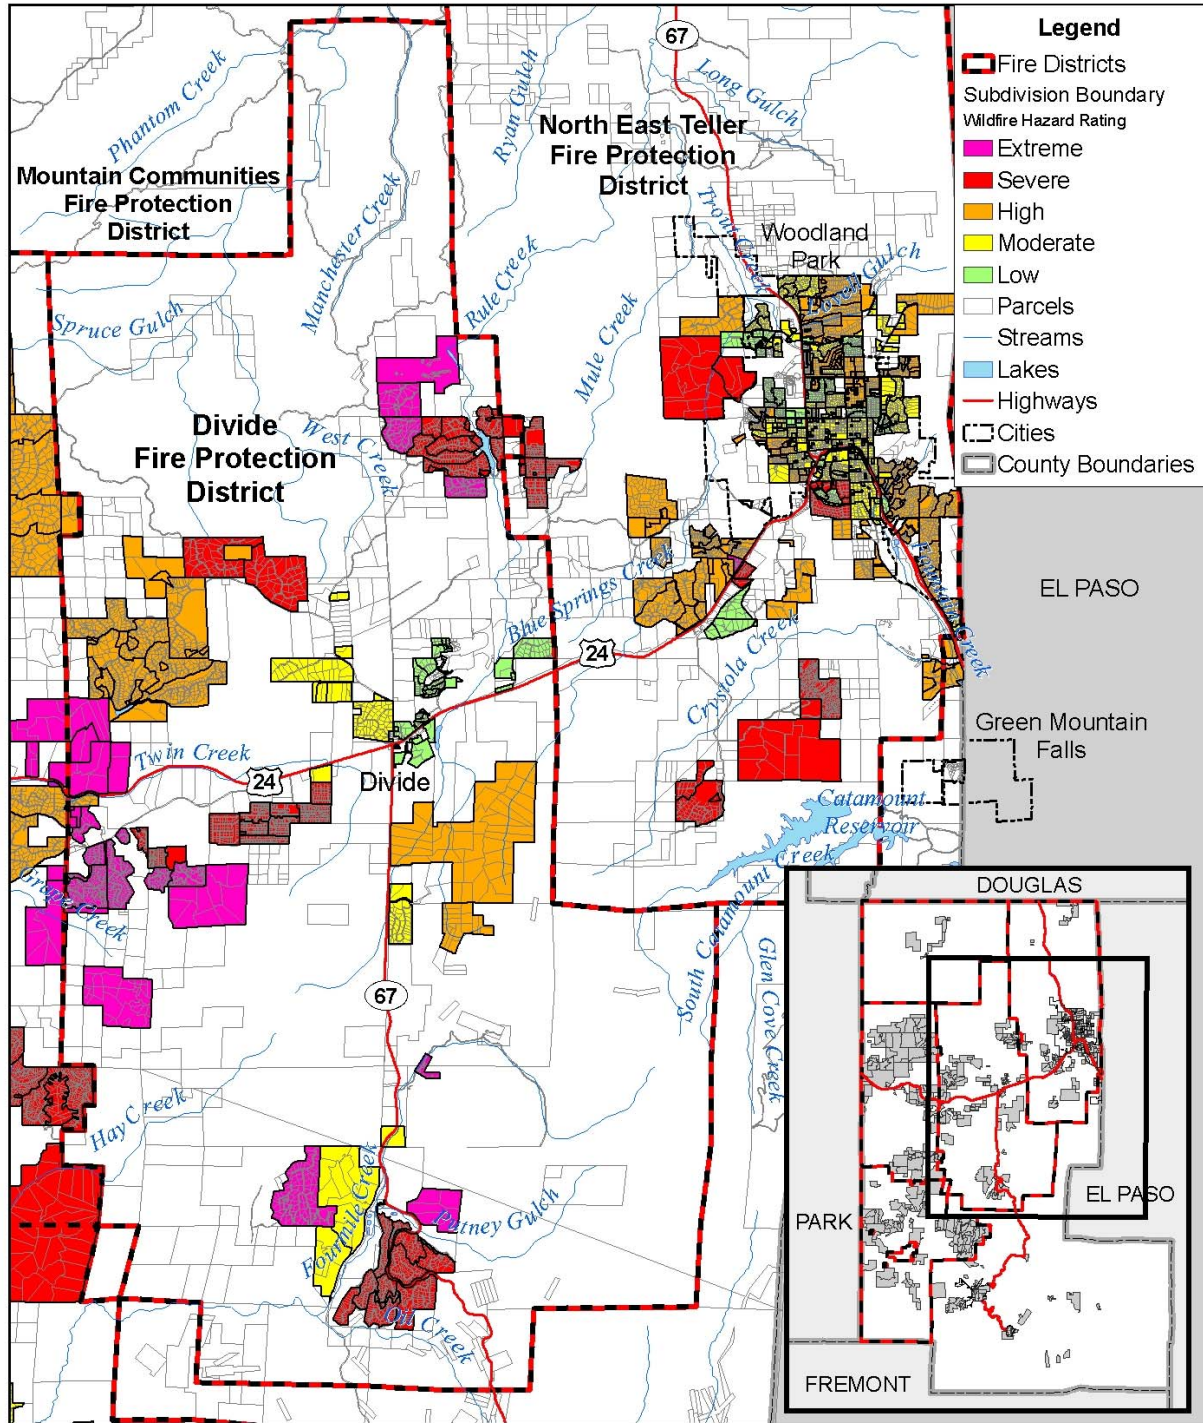 67
Phantom Creek
Ryan Gulch
Long Gulch
North East Teller
Fire Protection
District
Mountain Communities
Fire Protection
District
Manchester Creek
Trout Creek
Woodland
Park
Lovell Gulch
Rule Creek
Spruce Gulch
Mule Creek
Divide
Fire Protection
District
West Creek
Blue Springs Creek
Fountain Creek
24
Crystola Creek
Twin Creek
24
Divide
Catamount
Reservoir
Grape Creek
South Catamount Creek
Glen Cove Creek
67
Hay Creek
Fourmile Creek
Putney Gulch
Oil Creek
EL PASO
Green Mountain
Falls
Legend
Fire Districts
Subdivision Boundary
Wildfire Hazard Rating
Extreme
Severe
High
Moderate
Low
Parcels
Streams
Lakes
Highways
Cities
County Boundaries
DOUGLAS
EL PASO
PARK
FREMONT